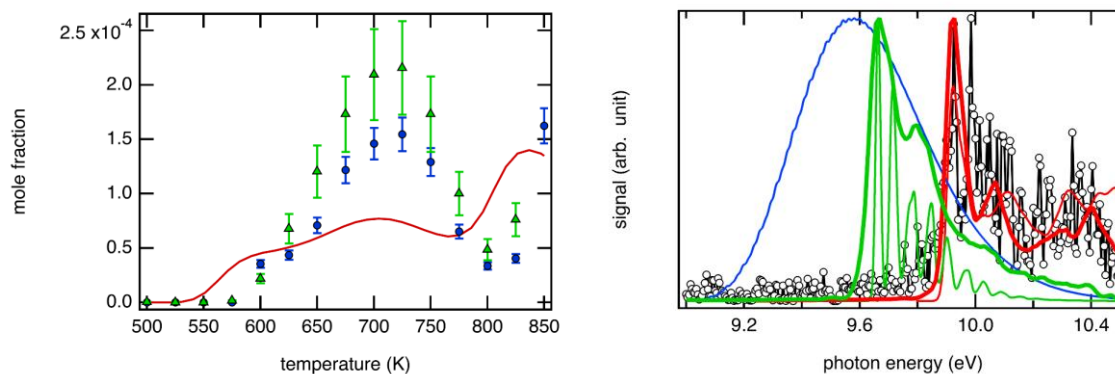 2.5 x10⁻⁴
2.0
1.5
1.0
0.5
0.0
mole fraction
500 550 600 650 700 750 800 850
temperature (K)
signal (arb. unit)
9.2 9.6 10.0 10.4
photon energy (eV)